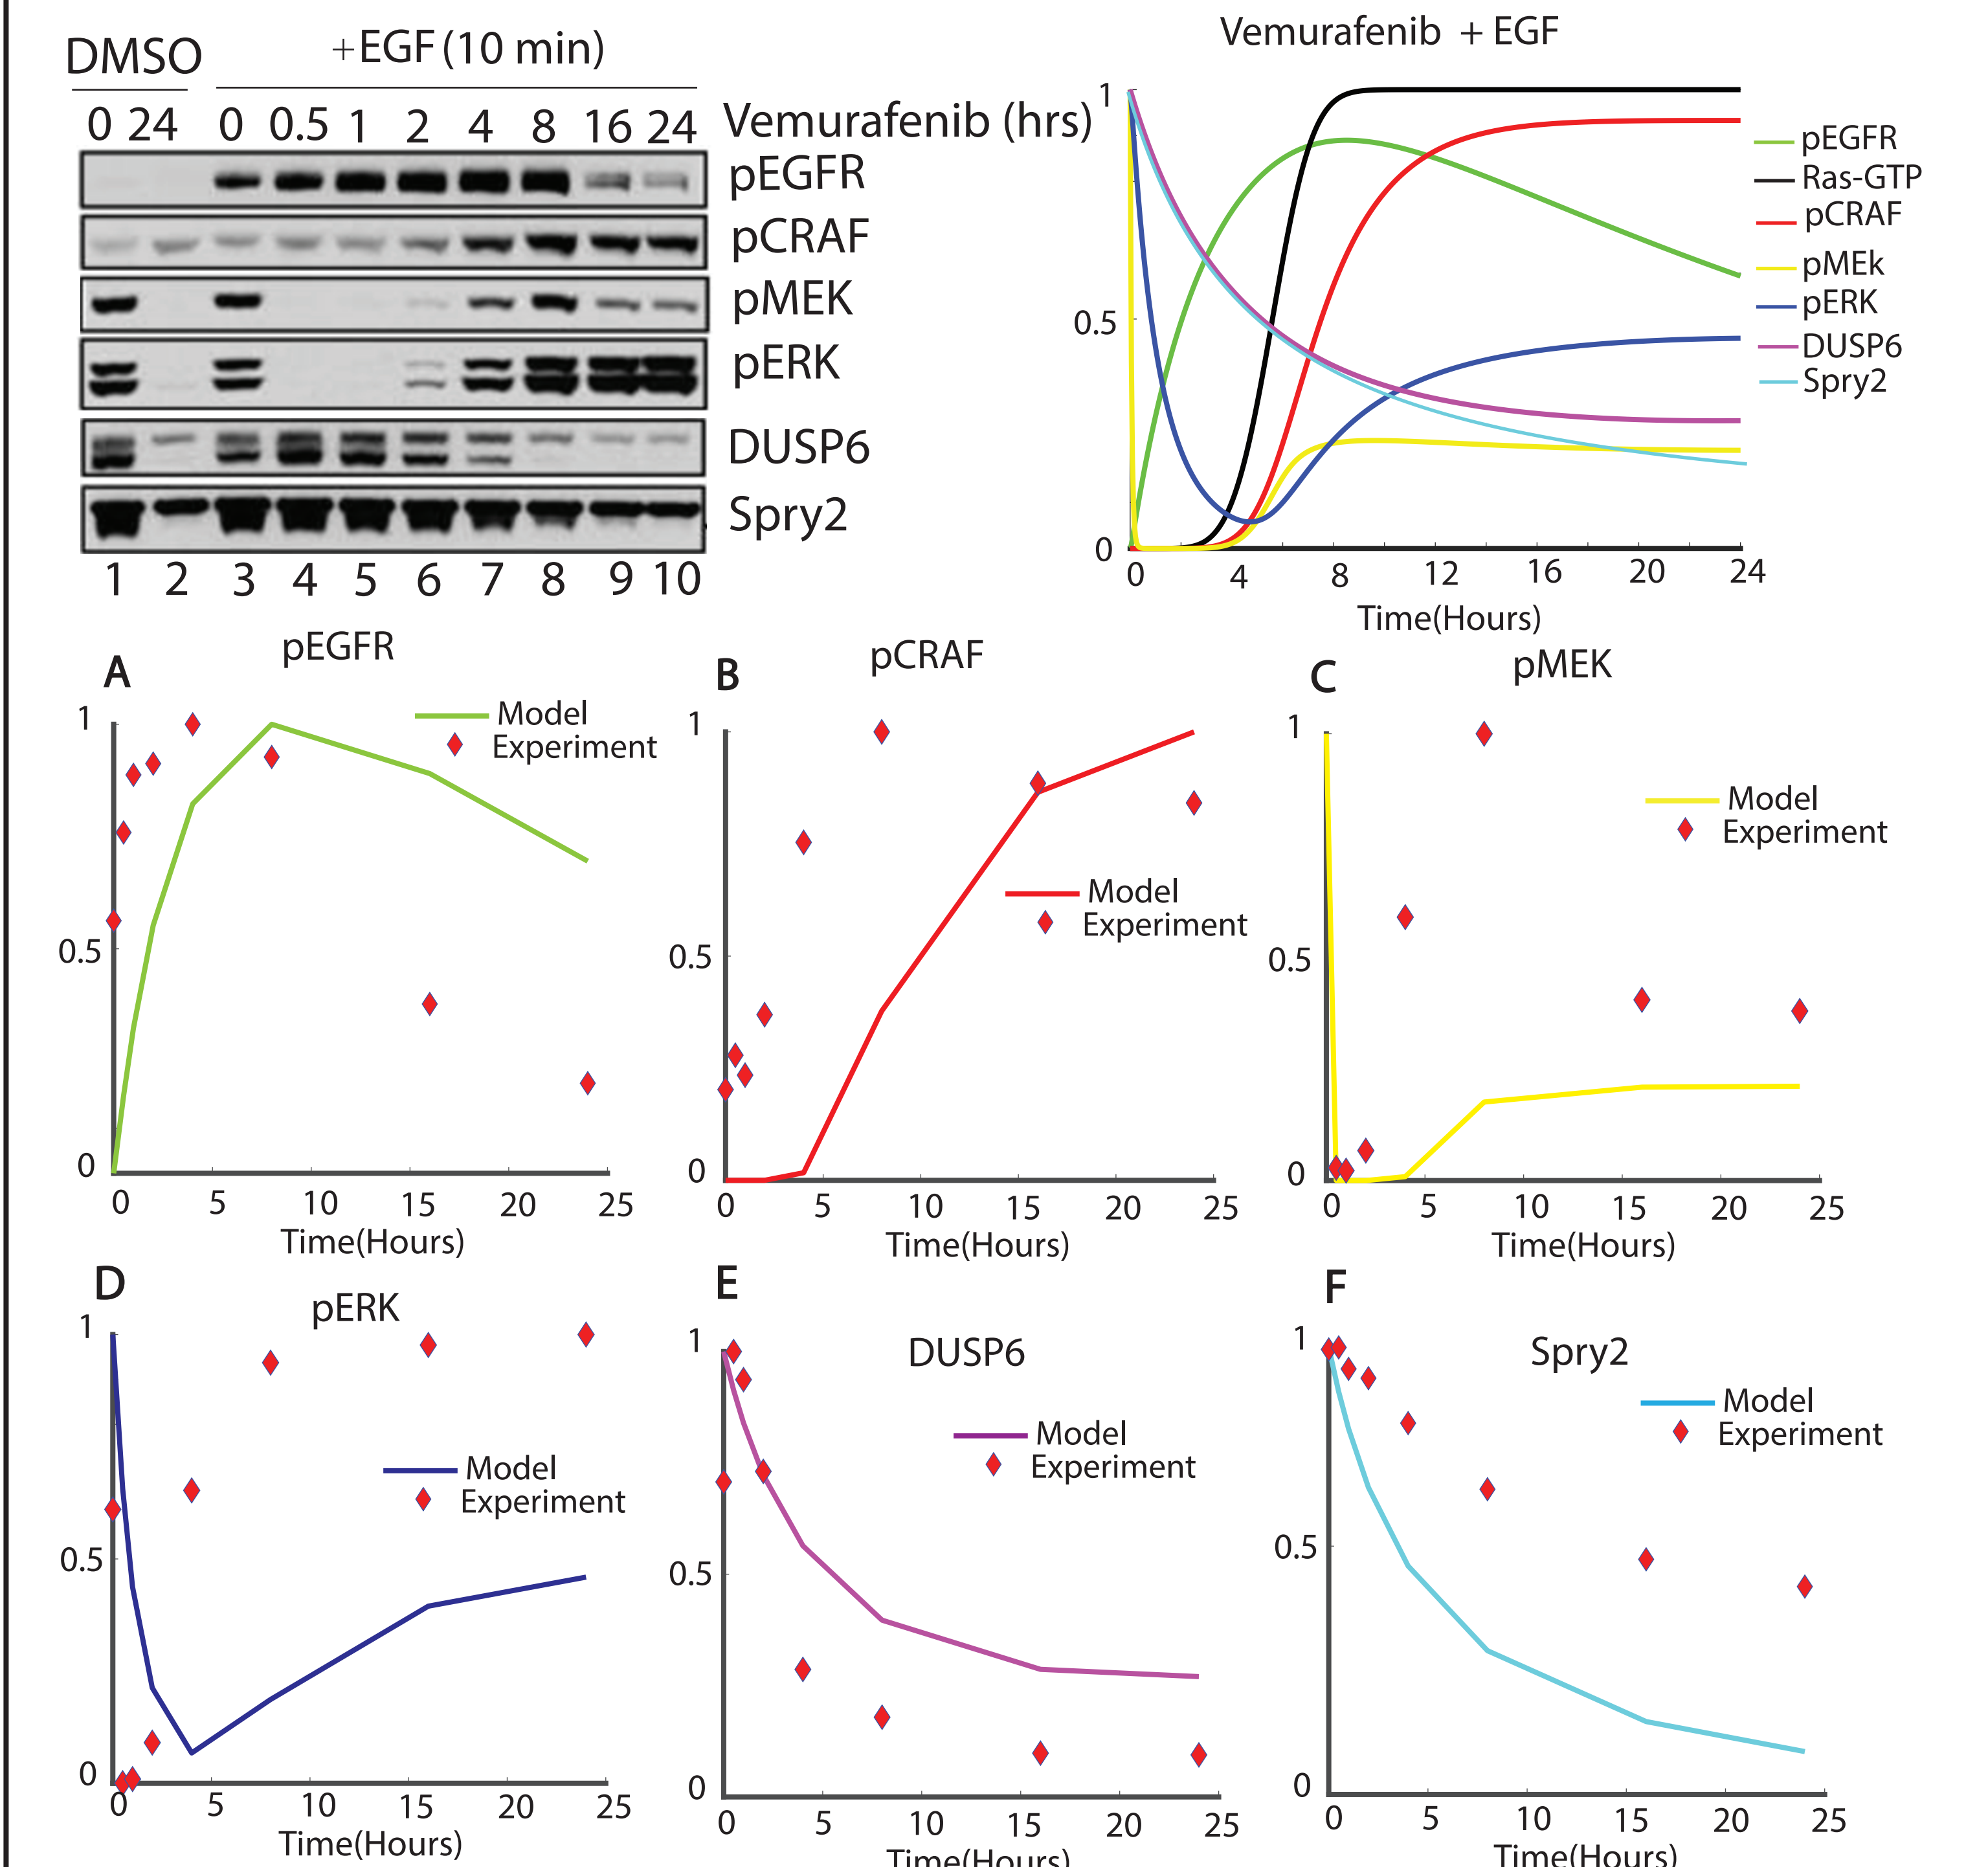 DMSO
+EGF (10 min)
0 24 0 0.5 1 2 4 8 16 24 Vemurafenib (hrs)
pEGFR
pCRAF
pMEK
pERK
DUSP6
Spry2
1 2 3 4 5 6 7 8 9 10
Vemurafenib + EGF
1
0.5
0
0 4 8 12 16 20 24
Time(Hours)
pEGFR
Ras-GTP
pCRAF
pMEk
pERK
DUSP6
Spry2
A
pEGFR
Model
Experiment
1
0.5
0
0 5 10 15 20 25
Time(Hours)
B
pCRAF
Model
Experiment
1
0.5
0
0 5 10 15 20 25
Time(Hours)
C
pMEK
Model
Experiment
1
0.5
0
0 5 10 15 20 25
Time(Hours)
D
pERK
Model
Experiment
1
0.5
0
0 5 10 15 20 25
Time(Hours)
E
DUSP6
Model
Experiment
1
0.5
0
0 5 10 15 20 25
Time(Hours)
F
Spry2
Model
Experiment
1
0.5
0
0 5 10 15 20 25
Time(Hours)